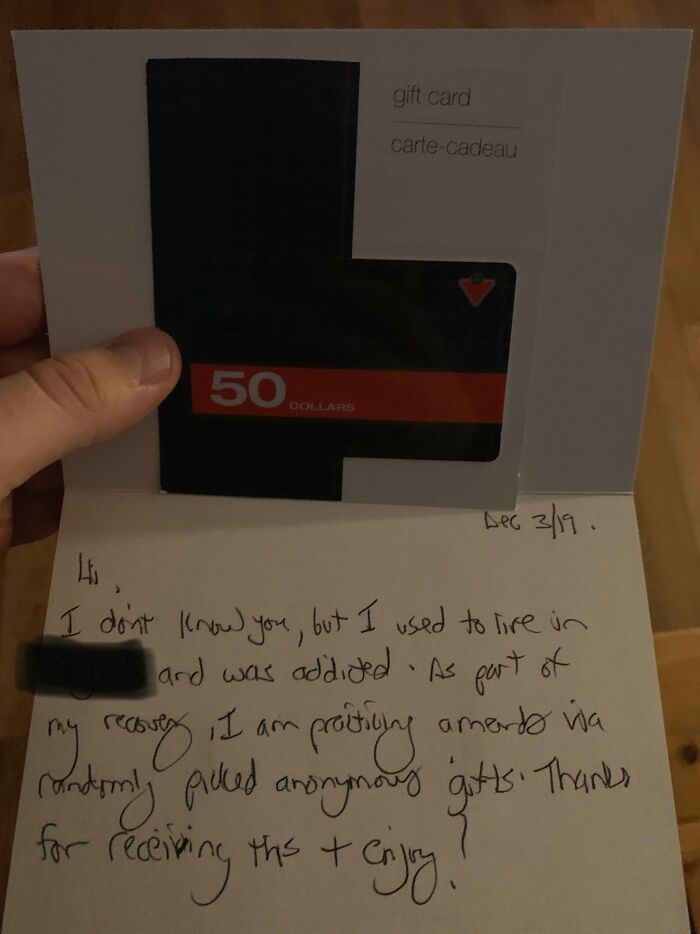 gift card
carte-cadeau
50 DOLLARS
Dec 3/19.
Hi,
I don't know you, but I used to live in
and was addicted. As part of
my recovery, I am practicing amends via
randomly picked anonymous gifts. Thanks
for receiving this + enjoy!